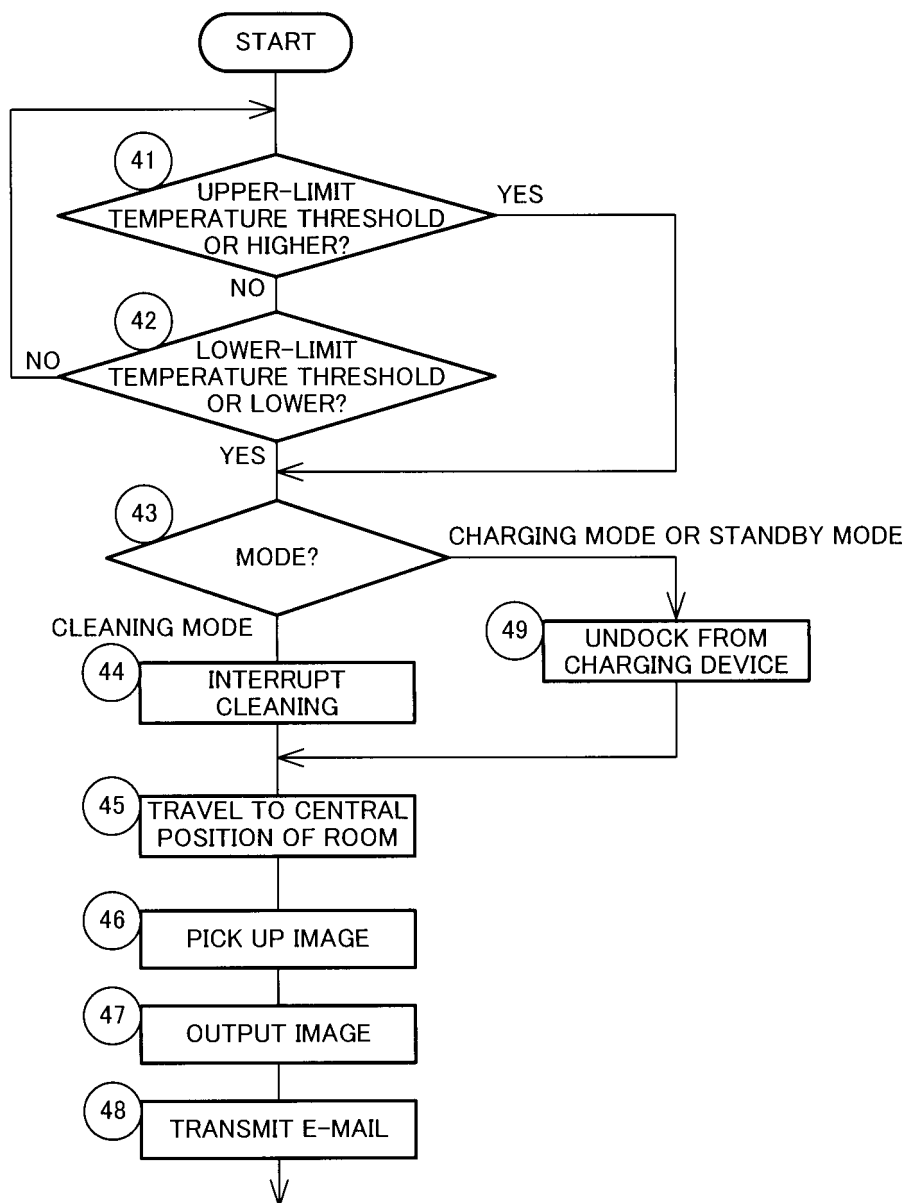 START
41
UPPER-LIMIT
TEMPERATURE THRESHOLD
OR HIGHER?
YES
NO
42
LOWER-LIMIT
TEMPERATURE THRESHOLD
OR LOWER?
NO
YES
43
MODE?
CHARGING MODE OR STANDBY MODE
CLEANING MODE
49
UNDOCK FROM
CHARGING DEVICE
44
INTERRUPT
CLEANING
45
TRAVEL TO CENTRAL
POSITION OF ROOM
46
PICK UP IMAGE
47
OUTPUT IMAGE
48
TRANSMIT E-MAIL